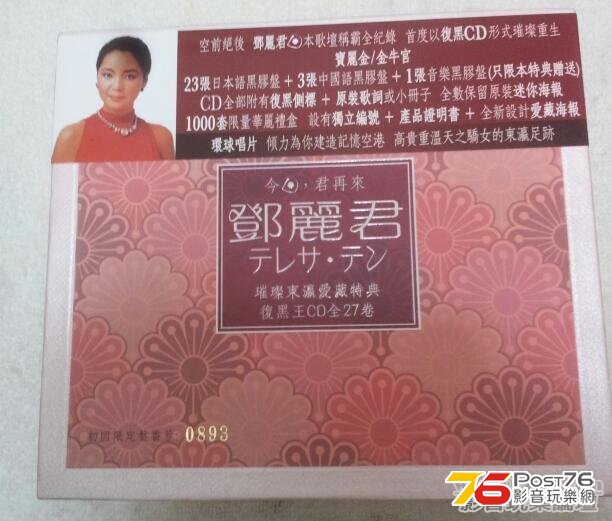 空前絕後 鄧麗君日本歌壇稱霸全紀錄 首度以復黑CD形式璀璨重生
寶麗金/金牛宮
23張日本語黑膠盤+3張中國語黑膠盤+1張音樂黑膠盤(只限本特典贈送)
CD全部附有復黑側標+原裝歌詞或小冊子 全數保留原裝迷你海報
1000套限量華麗禮盒 設有獨立編號+產品證明書+全新設計愛藏海報
環球唱片 傾力為你建造記憶空港 高貴重溫天之驕女的東瀛足跡
今日,君再來
鄧麗君
テレサ・テン
璀璨東瀛愛藏特典
復黑王CD全27卷
初回限定盤番號: 0893
76 Post76
影音玩樂網